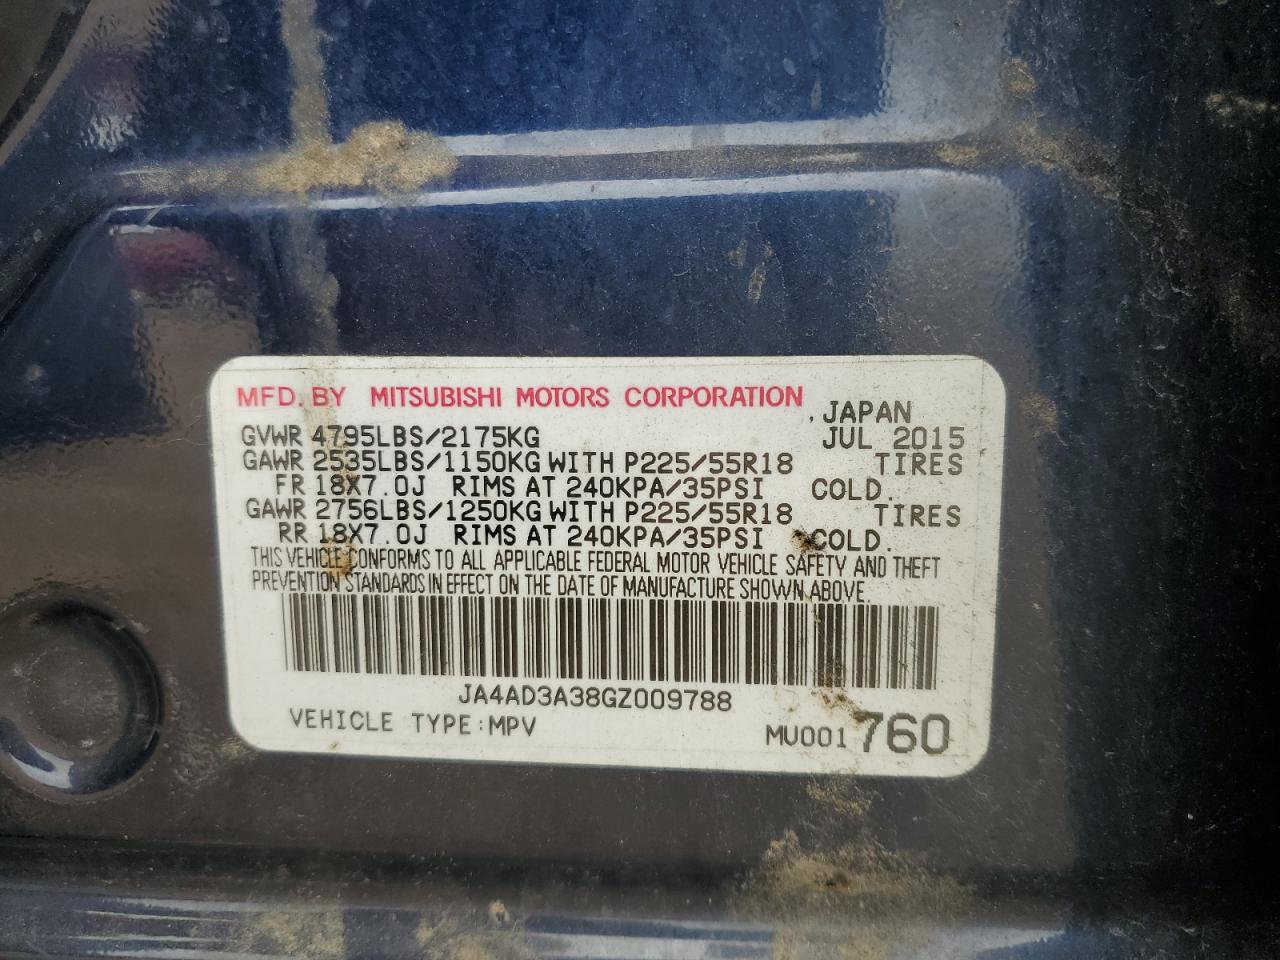 MFD. BY MITSUBISHI MOTORS CORPORATION , JAPAN
GVWR 4795LBS/2175KG JUL 2015
GAWR 2535LBS/1150KG WITH P225/55R18 TIRES
FR 18X7.0J RIMS AT 240KPA/35PSI COLD.
GAWR 2756LBS/1250KG WITH P225/55R18 TIRES
RR 18X7.0J RIMS AT 240KPA/35PSI COLD.
THIS VEHICLE CONFORMS TO ALL APPLICABLE FEDERAL MOTOR VEHICLE SAFETY AND THEFT
PREVENTION STANDARDS IN EFFECT ON THE DATE OF MANUFACTURE SHOWN ABOVE.
JA4AD3A38GZ009788
VEHICLE TYPE:MPV MU001 760